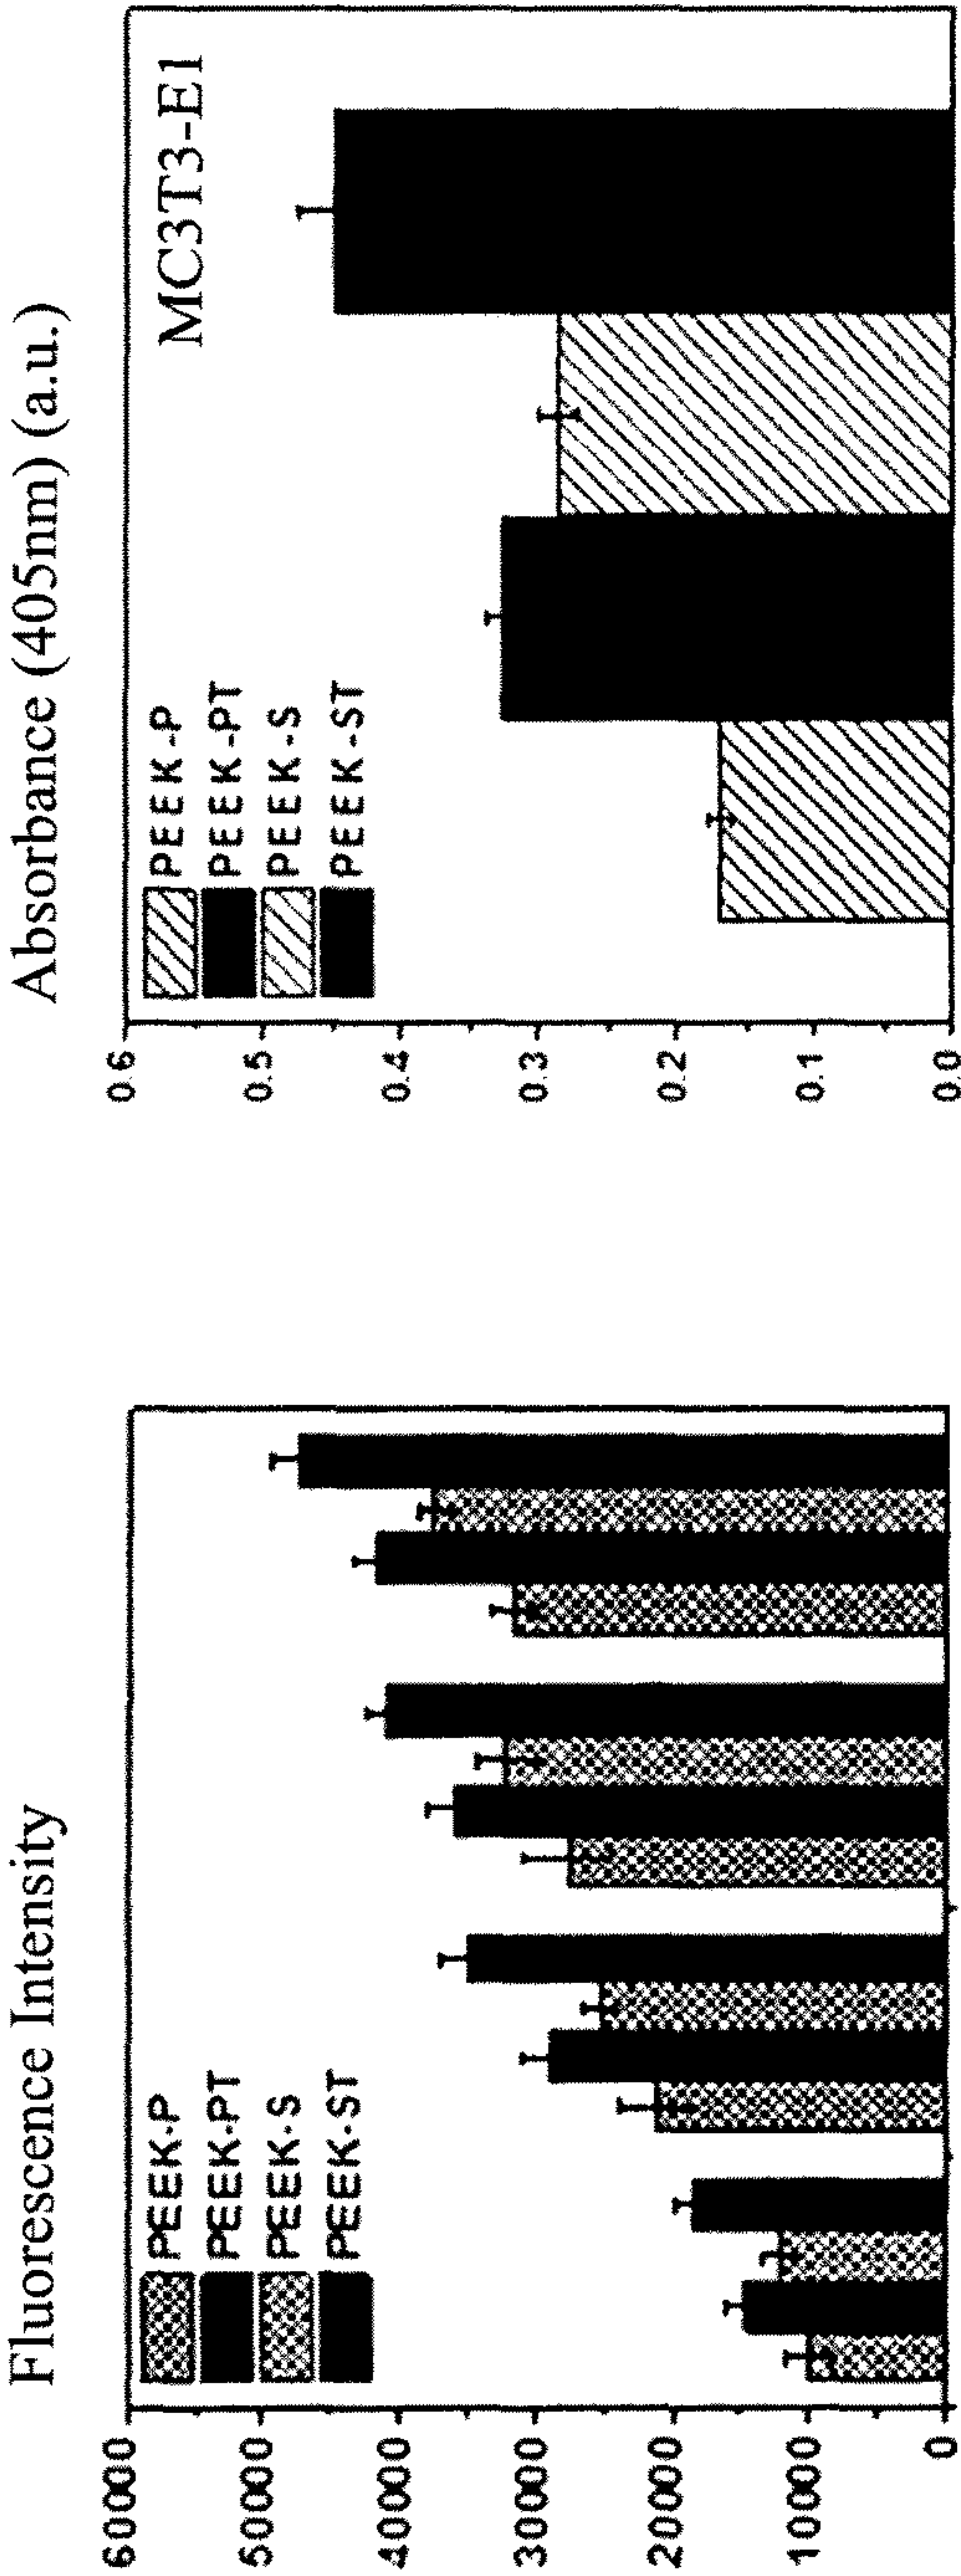 Fluorescence Intensity
60000
50000
40000
30000
20000
10000
0
PEEK-P
PEEK-PT
PEEK-S
PEEK-ST
Absorbance (405nm) (a.u.)
0.6
0.5
0.4
0.3
0.2
0.1
0.0
PEEK-P
PEEK-PT
PEEK-S
PEEK-ST
MC3T3-E1